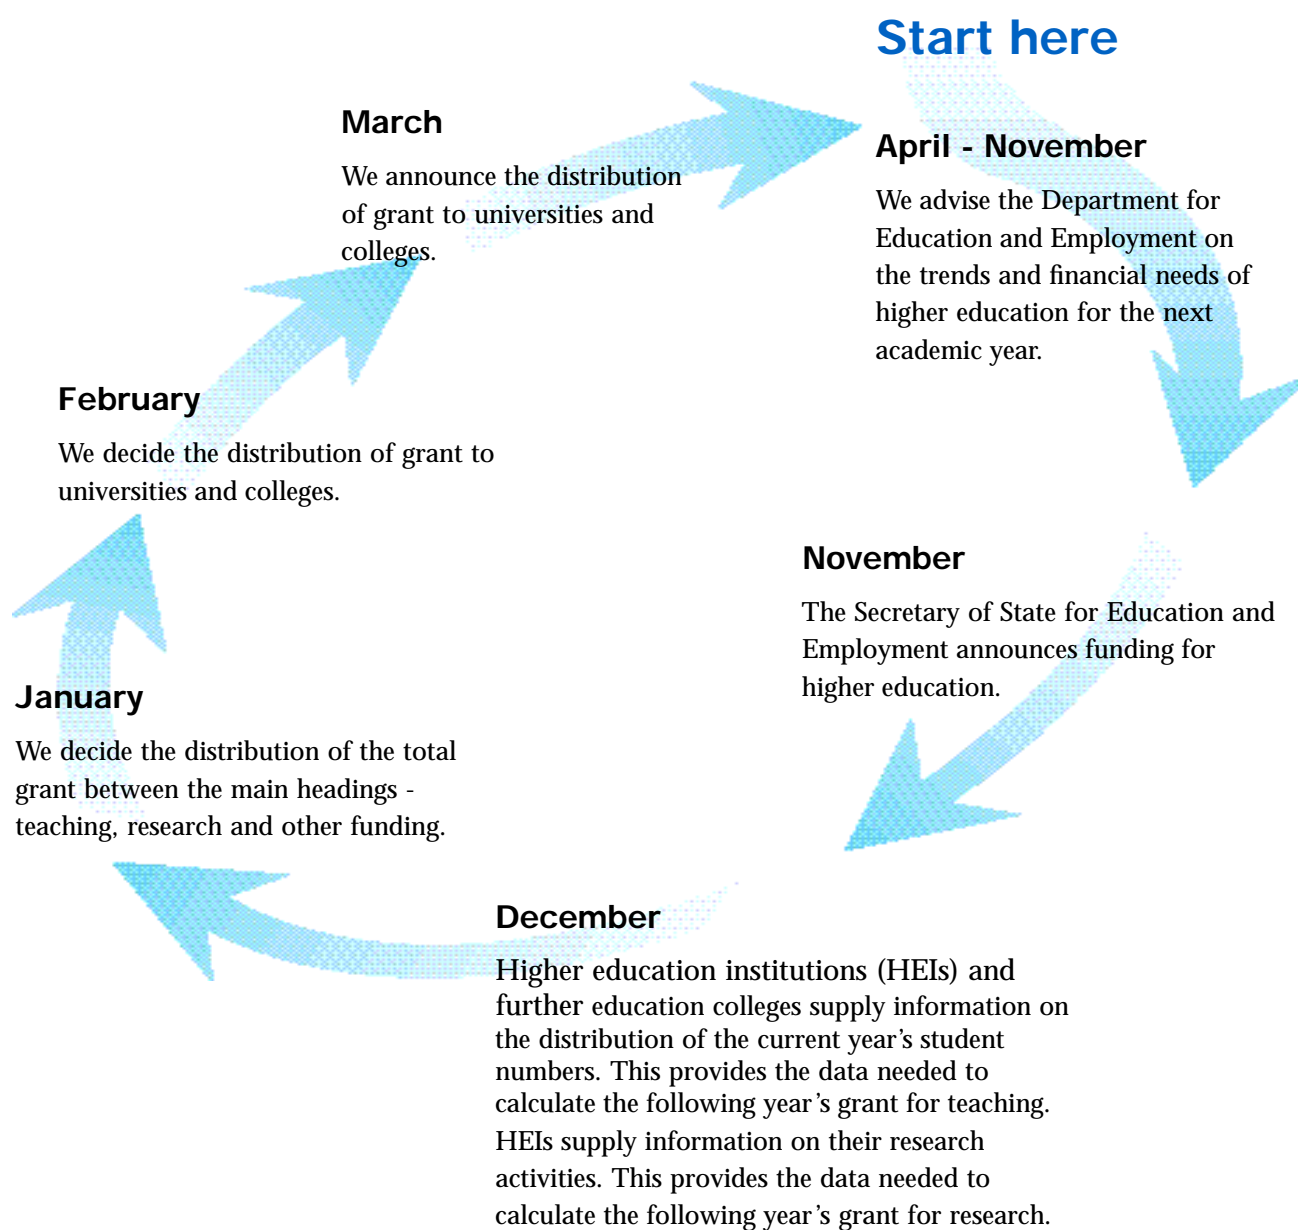 Start here
April - November
We advise the Department for
Education and Employment on
the trends and financial needs of
higher education for the next
academic year.
November
The Secretary of State for Education and
Employment announces funding for
higher education.
December
Higher education institutions (HEIs) and
further education colleges supply information on
the distribution of the current year's student
numbers. This provides the data needed to
calculate the following year's grant for teaching.
HEIs supply information on their research
activities. This provides the data needed to
calculate the following year's grant for research.
January
We decide the distribution of the total
grant between the main headings -
teaching, research and other funding.
February
We decide the distribution of grant to
universities and colleges.
March
We announce the distribution
of grant to universities and
colleges.